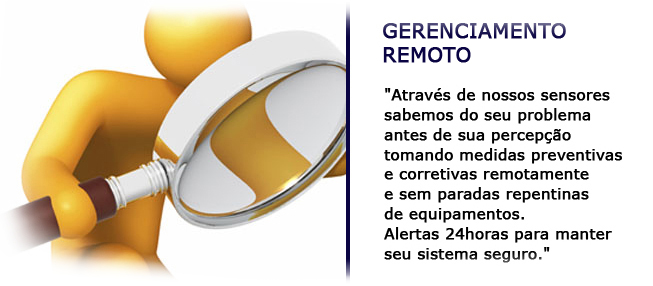 GERENCIAMENTO
REMOTO
"Através de nossos sensores
sabemos do seu problema
antes de sua percepção
tomando medidas preventivas
e corretivas remotamente
e sem paradas repentinas
de equipamentos.
Alertas 24horas para manter
seu sistema seguro."